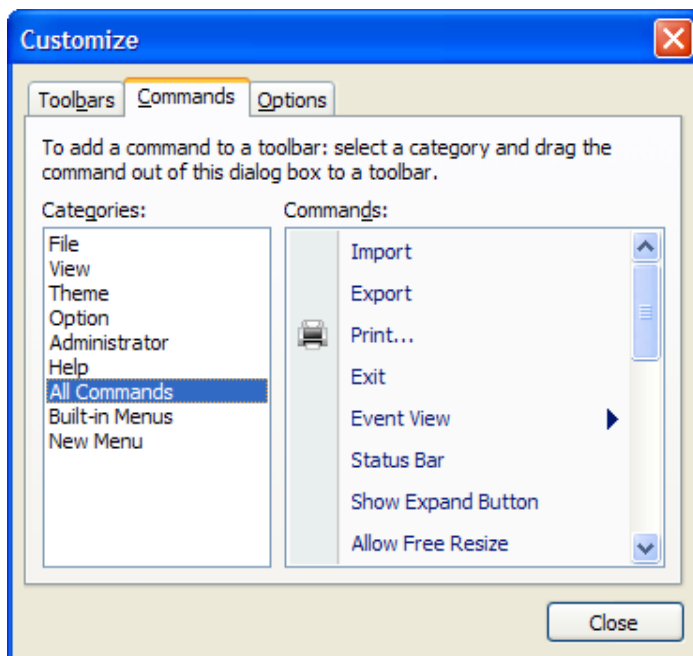 Customize
Toolbars Commands Options
To add a command to a toolbar: select a category and drag the
command out of this dialog box to a toolbar.
Categories:
File
View
Theme
Option
Administrator
Help
All Commands
Built-in Menus
New Menu
Commands:
Import
Export
Print...
Exit
Event View
Status Bar
Show Expand Button
Allow Free Resize
Close